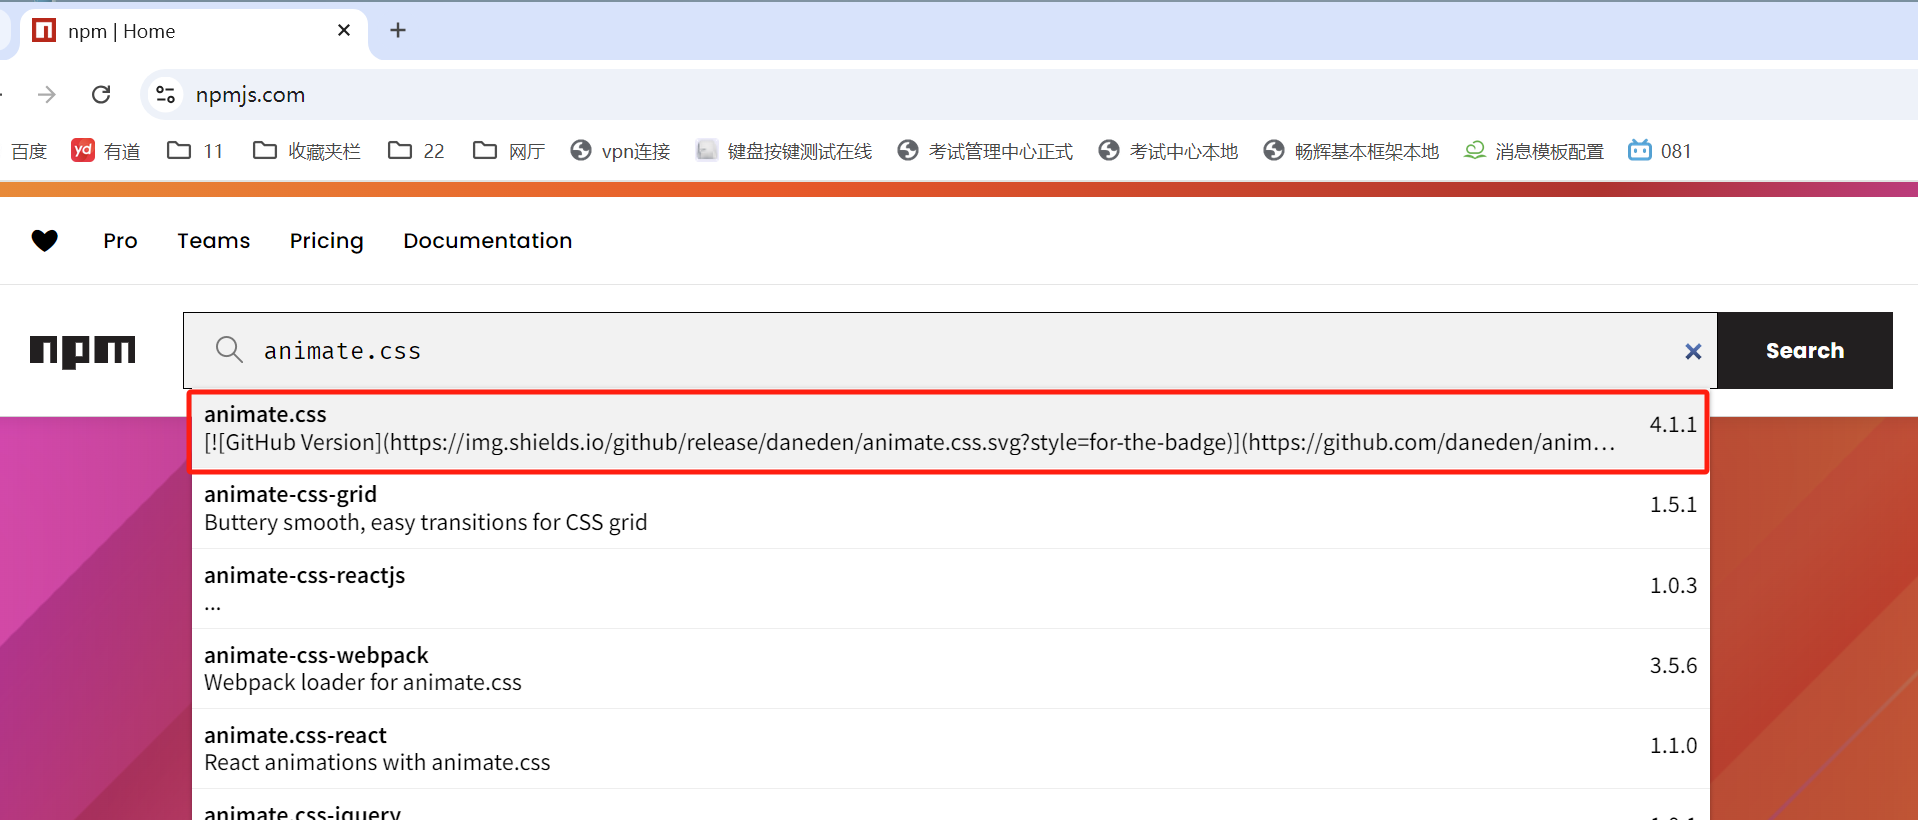 npm | Home
npmjs.com
百度 有道 11 收藏夹栏 22 网厅 vpn连接 键盘按键测试在线 考试管理中心正式 考试中心本地 畅辉基本框架本地 消息模板配置 081
Pro Teams Pricing Documentation
npm animate.css Search
animate.css
[![GitHub Version](https://img.shields.io/github/release/daneden/animate.css.svg?style=for-the-badge)](https://github.com/daneden/anim... 4.1.1
animate-css-grid
Buttery smooth, easy transitions for CSS grid 1.5.1
animate-css-reactjs
... 1.0.3
animate-css-webpack
Webpack loader for animate.css 3.5.6
animate.css-react
React animations with animate.css 1.1.0
animate.css-jquery